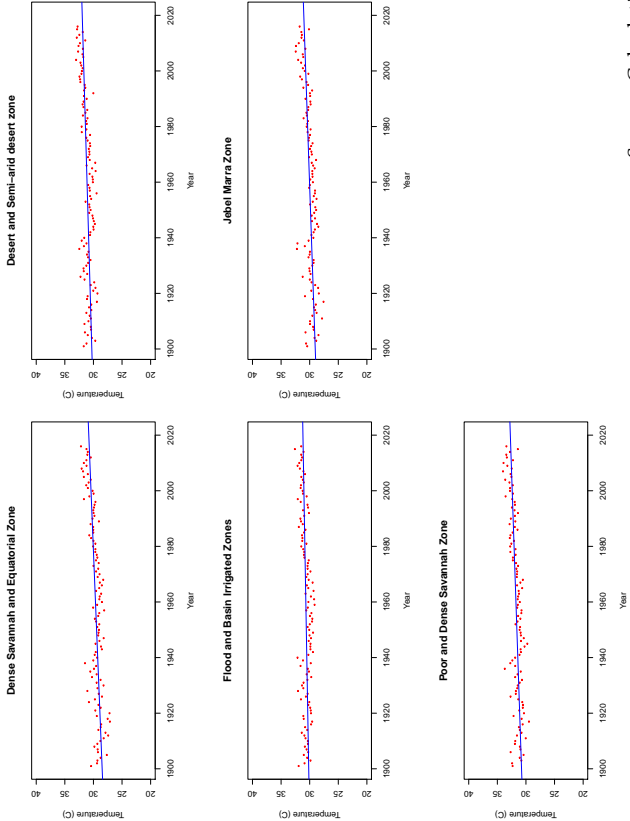 Dense Savannah and Equatorial Zone
Temperature (C)
40
35
30
25
20
1900 1920 1940 1960 1980 2000 2020
Year
Desert and Semi−arid desert zone
Temperature (C)
40
35
30
25
20
1900 1920 1940 1960 1980 2000 2020
Year
Flood and Basin Irrigated Zones
Temperature (C)
40
35
30
25
20
1900 1920 1940 1960 1980 2000 2020
Year
Jebel Marra Zone
Temperature (C)
40
35
30
25
20
1900 1920 1940 1960 1980 2000 2020
Year
Poor and Dense Savannah Zone
Temperature (C)
40
35
30
25
20
1900 1920 1940 1960 1980 2000 2020
Year